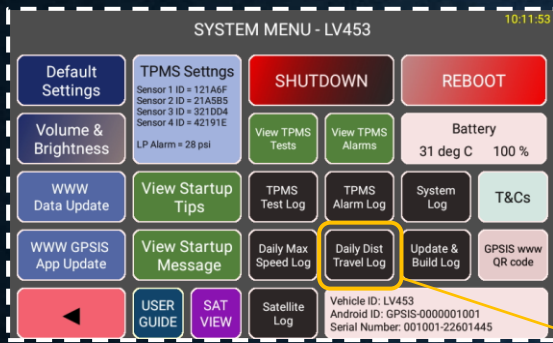 10:11:53
SYSTEM MENU - LV453
Default
Settings
TPMS Settngs
Sensor 1 ID = 121A6F
Sensor 2 ID = 21A5B5
Sensor 3 ID = 321DD4
Sensor 4 ID = 42191E
LP Alarm = 28 psi
SHUTDOWN
REBOOT
Volume &
Brightness
View TPMS
Tests
View TPMS
Alarms
Battery
31 deg C 100 %
WWW
Data Update
View Startup
Tips
TPMS
Test Log
TPMS
Alarm Log
System
Log
T&Cs
WWW GPSIS
App Update
View Startup
Message
Daily Max
Speed Log
Daily Dist
Travel Log
Update &
Build Log
GPSIS www
QR code
USER
GUIDE
SAT
VIEW
Satellite
Log
Vehicle ID: LV453
Android ID: GPSIS-0000001001
Serial Number: 001001-22601445